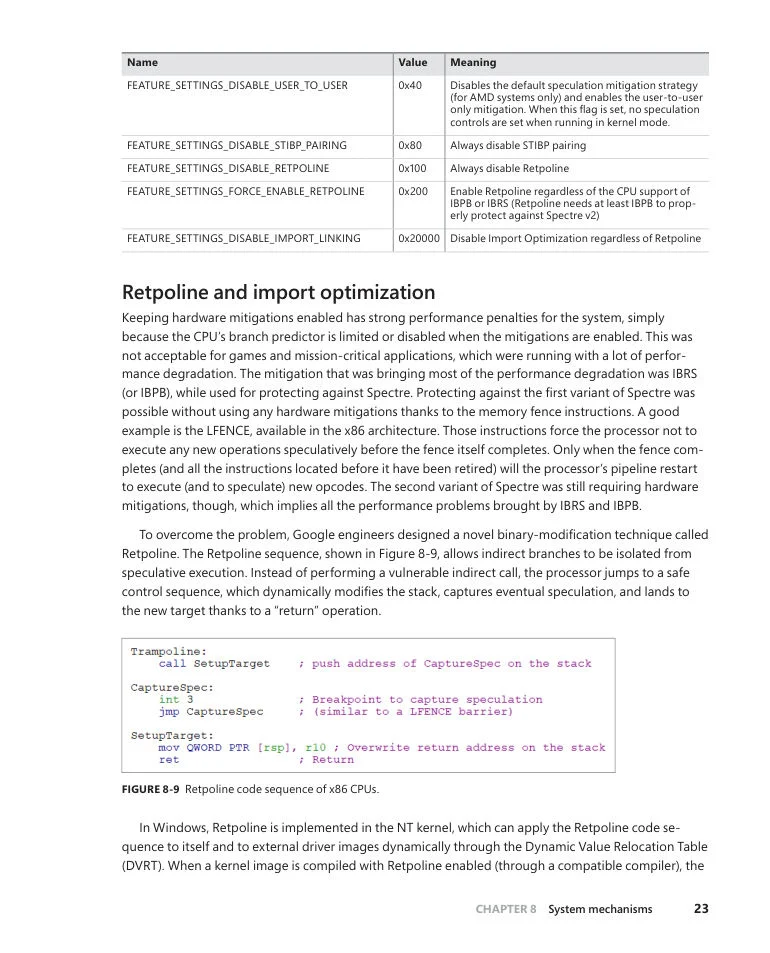 Name Value Meaning
FEATURE_SETTINGS_DISABLE_USER_TO_USER 0x40 Disables the default speculation mitigation strategy
(for AMD systems only) and enables the user-to-user
only mitigation. When this flag is set, no speculation
controls are set when running in kernel mode.
FEATURE_SETTINGS_DISABLE_STIBP_PAIRING 0x80 Always disable STIBP pairing
FEATURE_SETTINGS_DISABLE_RETPOLINE 0x100 Always disable Retpoline
FEATURE_SETTINGS_FORCE_ENABLE_RETPOLINE 0x200 Enable Retpoline regardless of the CPU support of
IBPB or IBRS (Retpoline needs at least IBPB to prop-
erly protect against Spectre v2)
FEATURE_SETTINGS_DISABLE_IMPORT_LINKING 0x20000 Disable Import Optimization regardless of Retpoline
Retpoline and import optimization
Keeping hardware mitigations enabled has strong performance penalties for the system, simply
because the CPU's branch predictor is limited or disabled when the mitigations are enabled. This was
not acceptable for games and mission-critical applications, which were running with a lot of perfor-
mance degradation. The mitigation that was bringing most of the performance degradation was IBRS
(or IBPB), while used for protecting against Spectre. Protecting against the first variant of Spectre was
possible without using any hardware mitigations thanks to the memory fence instructions. A good
example is the LFENCE, available in the x86 architecture. Those instructions force the processor not to
execute any new operations speculatively before the fence itself completes. Only when the fence com-
pletes (and all the instructions located before it have been retired) will the processor's pipeline restart
to execute (and to speculate) new opcodes. The second variant of Spectre was still requiring hardware
mitigations, though, which implies all the performance problems brought by IBRS and IBPB.
To overcome the problem, Google engineers designed a novel binary-modification technique called
Retpoline. The Retpoline sequence, shown in Figure 8-9, allows indirect branches to be isolated from
speculative execution. Instead of performing a vulnerable indirect call, the processor jumps to a safe
control sequence, which dynamically modifies the stack, captures eventual speculation, and lands to
the new target thanks to a "return" operation.
Trampoline:
call SetupTarget ; push address of CaptureSpec on the stack
CaptureSpec:
int 3 ; Breakpoint to capture speculation
jmp CaptureSpec ; (similar to a LFENCE barrier)
SetupTarget:
mov QWORD PTR [rsp], r10 ; Overwrite return address on the stack
ret ; Return
FIGURE 8-9 Retpoline code sequence of x86 CPUs.
In Windows, Retpoline is implemented in the NT kernel, which can apply the Retpoline code se-
quence to itself and to external driver images dynamically through the Dynamic Value Relocation Table
(DVRT). When a kernel image is compiled with Retpoline enabled (through a compatible compiler), the
CHAPTER 8 System mechanisms 23